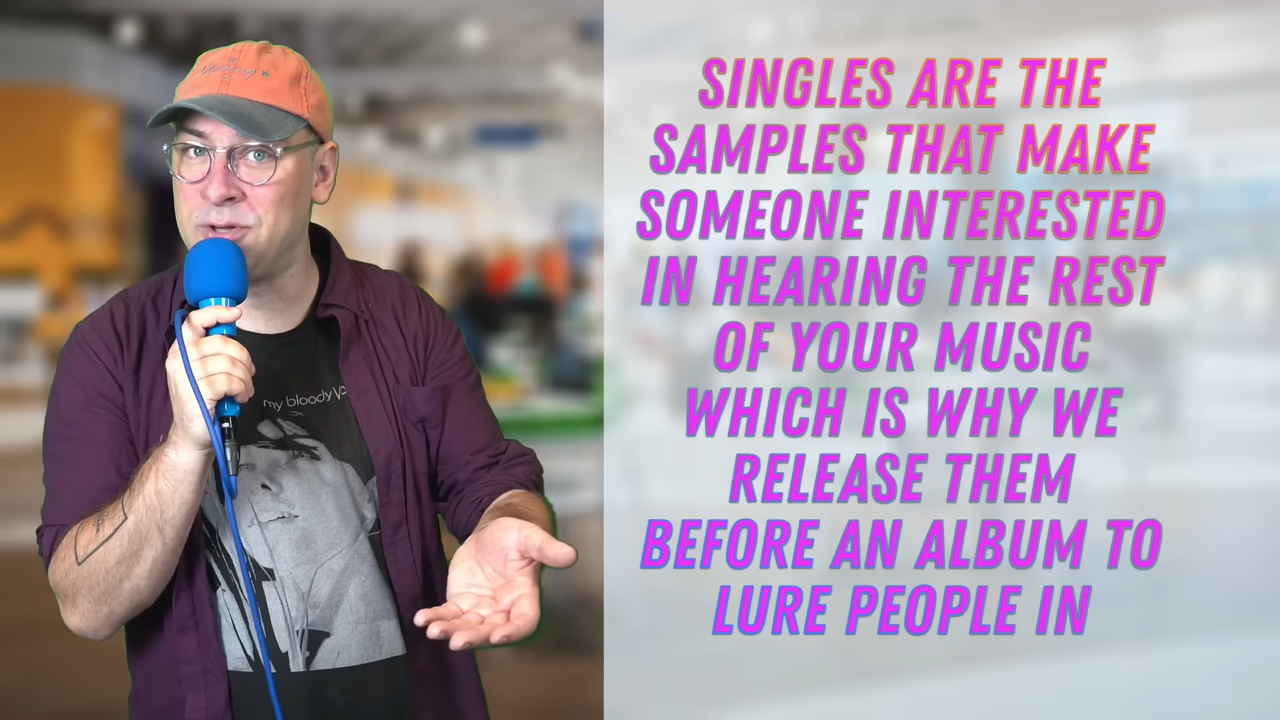 SINGLES ARE THE
SAMPLES THAT MAKE
SOMEONE INTERESTED
IN HEARING THE REST
OF YOUR MUSIC
WHICH IS WHY WE
RELEASE THEM
BEFORE AN ALBUM TO
LURE PEOPLE IN
my bloody